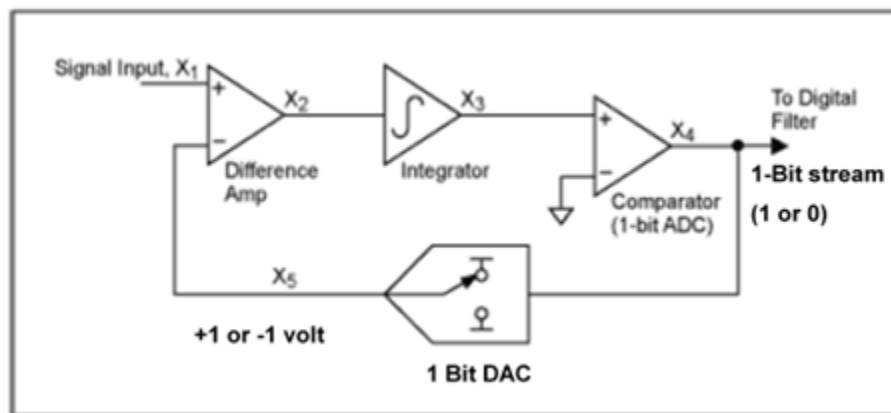 Signal Input, X1
+
−
X2
Difference
Amp
∫
X3
Integrator
+
−
X4
Comparator
(1-bit ADC)
To Digital
Filter
1-Bit stream
(1 or 0)
X5
+1 or -1 volt
1 Bit DAC